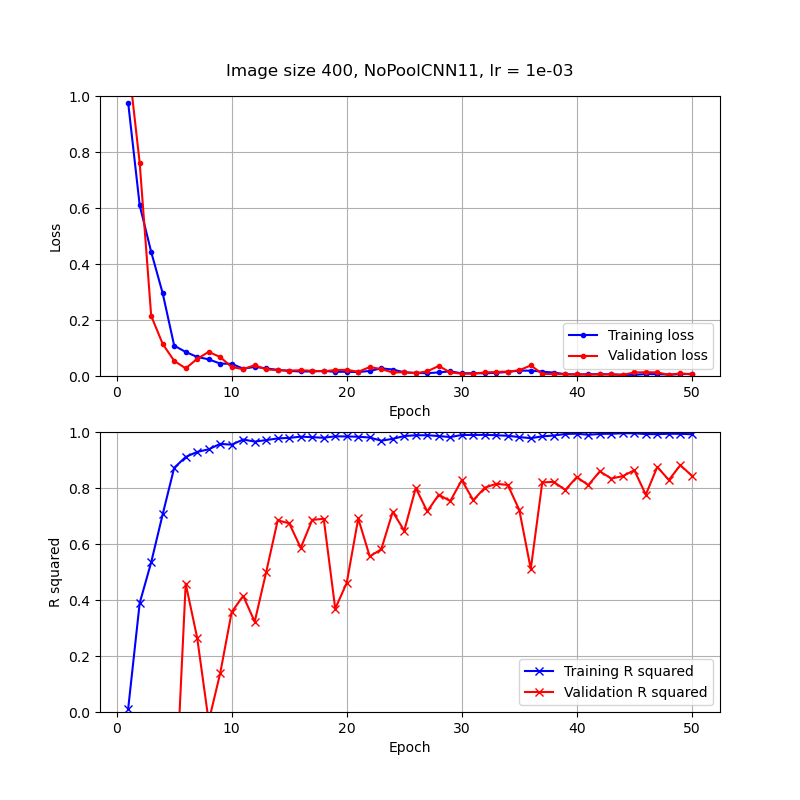 Image size 400, NoPoolCNN11, lr = 1e-03
1.0
0.8
0.6
0.4
0.2
0.0
Loss
Training loss
Validation loss
0 10 20 30 40 50
Epoch
1.0
0.8
0.6
0.4
0.2
0.0
R squared
Training R squared
Validation R squared
0 10 20 30 40 50
Epoch